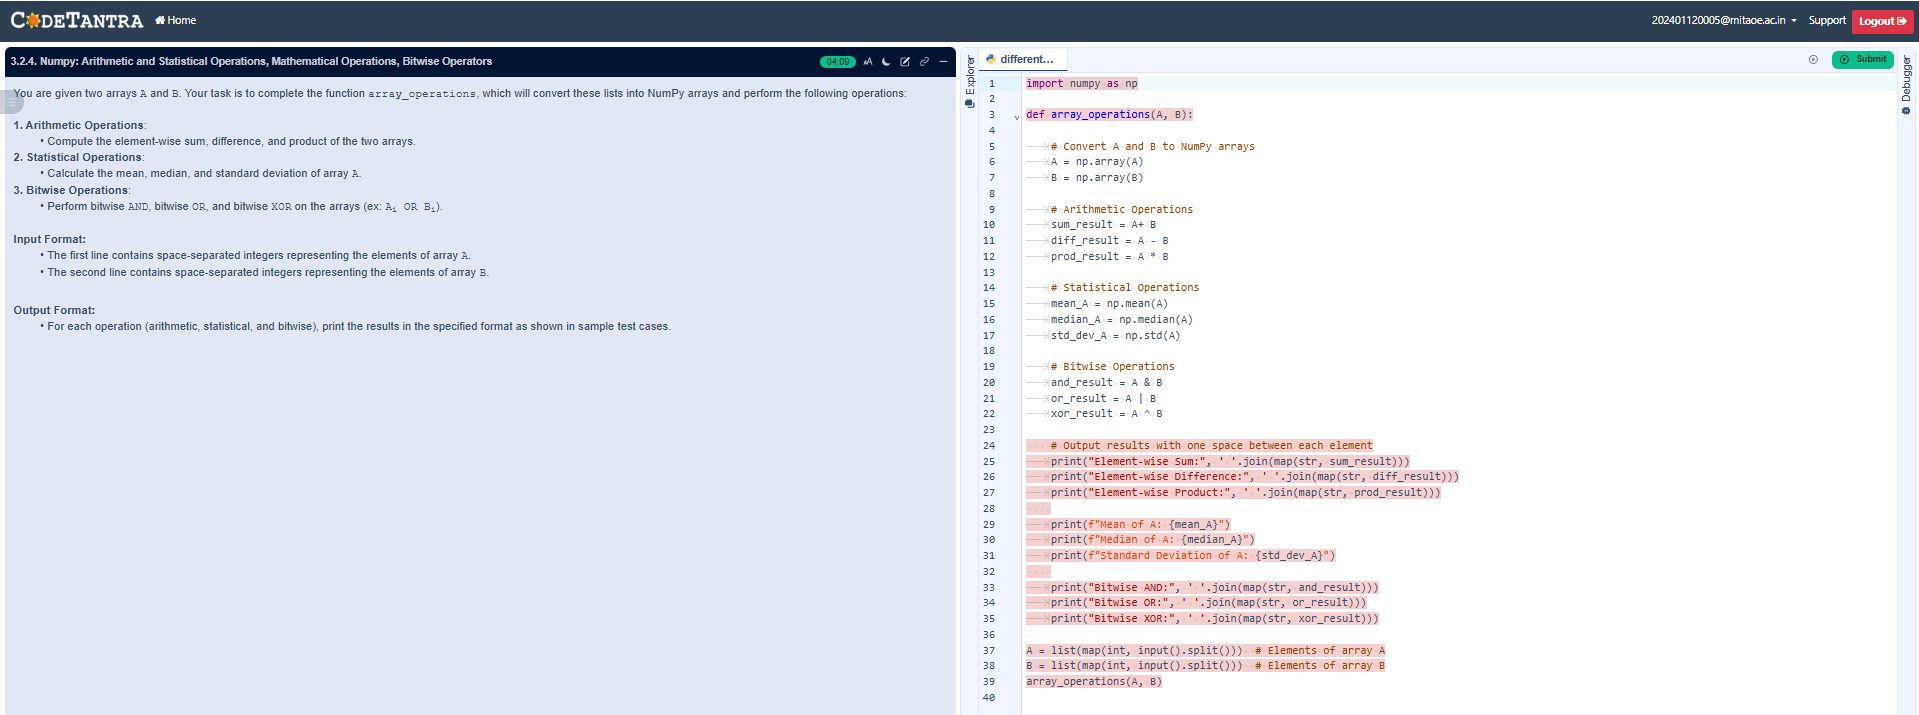 CODETANTRA Home 202401120005@mitaoe.ac.in Support Logout
3.2.4. Numpy: Arithmetic and Statistical Operations, Mathematical Operations, Bitwise Operators 04:09
You are given two arrays A and B. Your task is to complete the function array_operations, which will convert these lists into NumPy arrays and perform the following operations:
1. Arithmetic Operations:
• Compute the element-wise sum, difference, and product of the two arrays.
2. Statistical Operations:
• Calculate the mean, median, and standard deviation of array A.
3. Bitwise Operations:
• Perform bitwise AND, bitwise OR, and bitwise XOR on the arrays (ex: Ai OR Bi).
Input Format:
• The first line contains space-separated integers representing the elements of array A.
• The second line contains space-separated integers representing the elements of array B.
Output Format:
• For each operation (arithmetic, statistical, and bitwise), print the results in the specified format as shown in sample test cases.
Explorer
different...
Submit
Debugger
1 import numpy as np
2
3 def array_operations(A, B):
4
5 # Convert A and B to NumPy arrays
6 A = np.array(A)
7 B = np.array(B)
8
9 # Arithmetic Operations
10 sum_result = A+ B
11 diff_result = A - B
12 prod_result = A * B
13
14 # Statistical Operations
15 mean_A = np.mean(A)
16 median_A = np.median(A)
17 std_dev_A = np.std(A)
18
19 # Bitwise Operations
20 and_result = A & B
21 or_result = A | B
22 xor_result = A ^ B
23
24 # Output results with one space between each element
25 print("Element-wise Sum:", ' '.join(map(str, sum_result)))
26 print("Element-wise Difference:", ' '.join(map(str, diff_result)))
27 print("Element-wise Product:", ' '.join(map(str, prod_result)))
28
29 print(f"Mean of A: {mean_A}")
30 print(f"Median of A: {median_A}")
31 print(f"Standard Deviation of A: {std_dev_A}")
32
33 print("Bitwise AND:", ' '.join(map(str, and_result)))
34 print("Bitwise OR:", ' '.join(map(str, or_result)))
35 print("Bitwise XOR:", ' '.join(map(str, xor_result)))
36
37 A = list(map(int, input().split())) # Elements of array A
38 B = list(map(int, input().split())) # Elements of array B
39 array_operations(A, B)
40